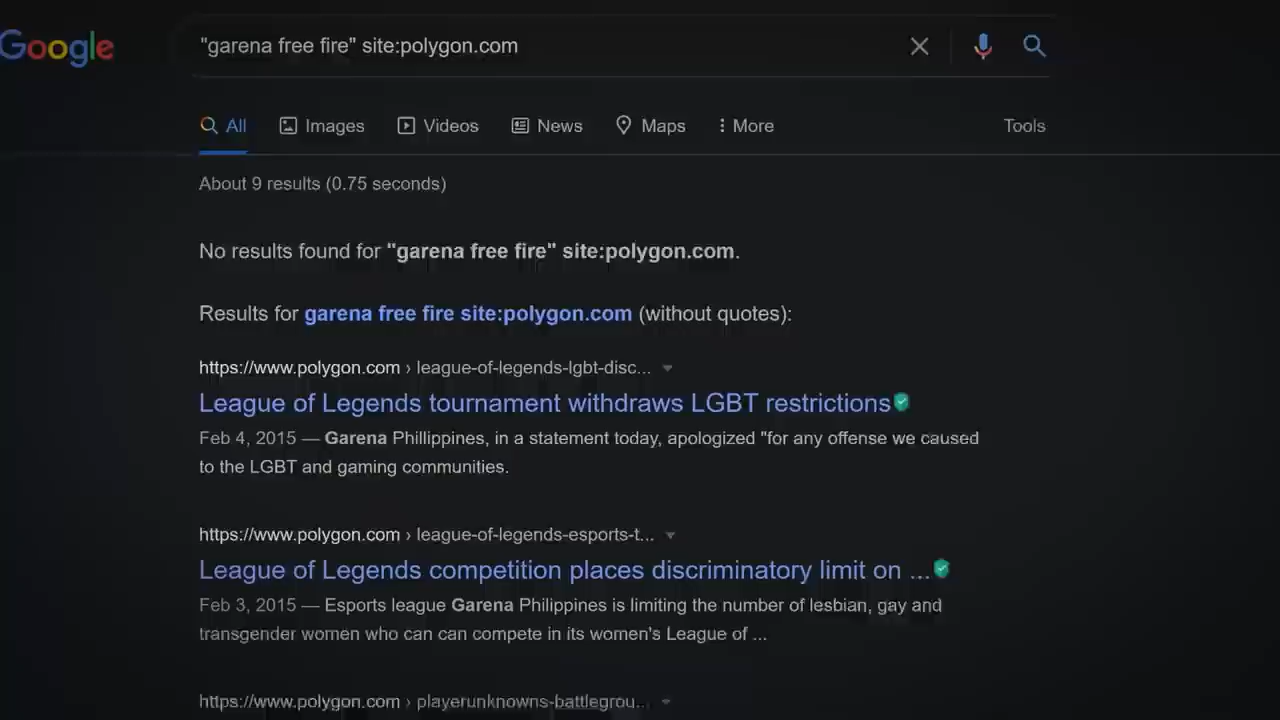 Google
"garena free fire" site:polygon.com
All Images Videos News Maps More Tools
About 9 results (0.75 seconds)
No results found for "garena free fire" site:polygon.com.
Results for garena free fire site:polygon.com (without quotes):
https://www.polygon.com › league-of-legends-lgbt-disc...
League of Legends tournament withdraws LGBT restrictions
Feb 4, 2015 — Garena Phillippines, in a statement today, apologized "for any offense we caused
to the LGBT and gaming communities.
https://www.polygon.com › league-of-legends-esports-t...
League of Legends competition places discriminatory limit on ...
Feb 3, 2015 — Esports league Garena Philippines is limiting the number of lesbian, gay and
transgender women who can can compete in its women's League of ...
https://www.polygon.com › playerunknowns-battlegrou...